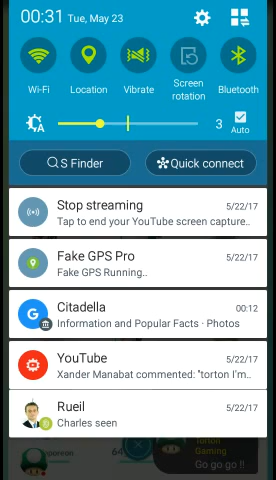 00:31 Tue, May 23
Wi-Fi
Location
Vibrate
Screen rotation
Bluetooth
A
3
Auto
S Finder
Quick connect
Stop streaming 5/22/17
Tap to end your YouTube screen capture..
Fake GPS Pro 5/22/17
Fake GPS Running..
G Citadella 00:12
Information and Popular Facts · Photos
YouTube 5/22/17
Xander Manabat commented: "torton I'm..
Rueil 5/22/17
Charles seen
64
Torton
Gaming
Go go go !!